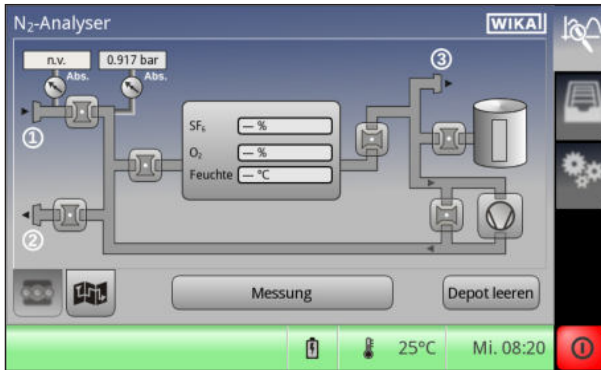 N₂-Analyser
WIKA
n.v.
0.917 bar
Abs.
Abs.
③
①
SF₆
— %
O₂
— %
Feuchte
— °C
②
Messung
Depot leeren
25°C
Mi. 08:20